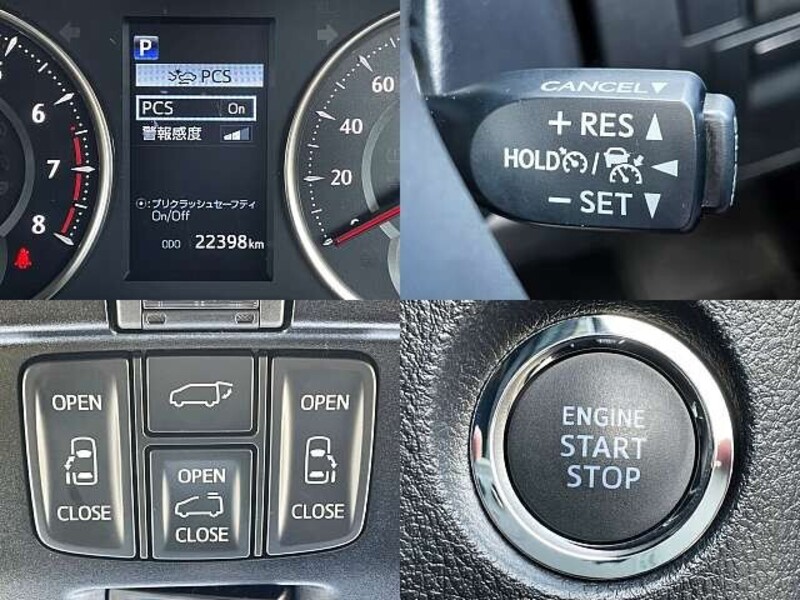 P
PCS
PCS On
警報感度
:プリクラッシュセーフティ
On/Off
ODO 22398km
6
7
8
60
40
20
0
CANCEL▼
+ RES ▲
HOLD / ◀
− SET ▼
OPEN
CLOSE
OPEN
CLOSE
OPEN
CLOSE
ENGINE
START
STOP